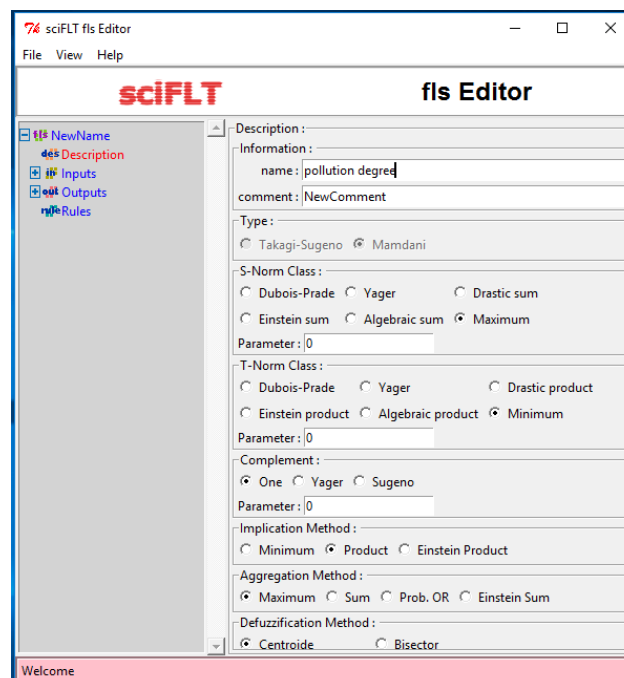 sciFLT fls Editor
File View Help
sciFLT fls Editor
fls NewName
des Description
in Inputs
out Outputs
rule Rules
Description :
Information :
name : pollution degree
comment : NewComment
Type :
Takagi-Sugeno Mamdani
S-Norm Class :
Dubois-Prade Yager Drastic sum
Einstein sum Algebraic sum Maximum
Parameter : 0
T-Norm Class :
Dubois-Prade Yager Drastic product
Einstein product Algebraic product Minimum
Parameter : 0
Complement :
One Yager Sugeno
Parameter : 0
Implication Method :
Minimum Product Einstein Product
Aggregation Method :
Maximum Sum Prob. OR Einstein Sum
Defuzzification Method :
Centroide Bisector
Welcome